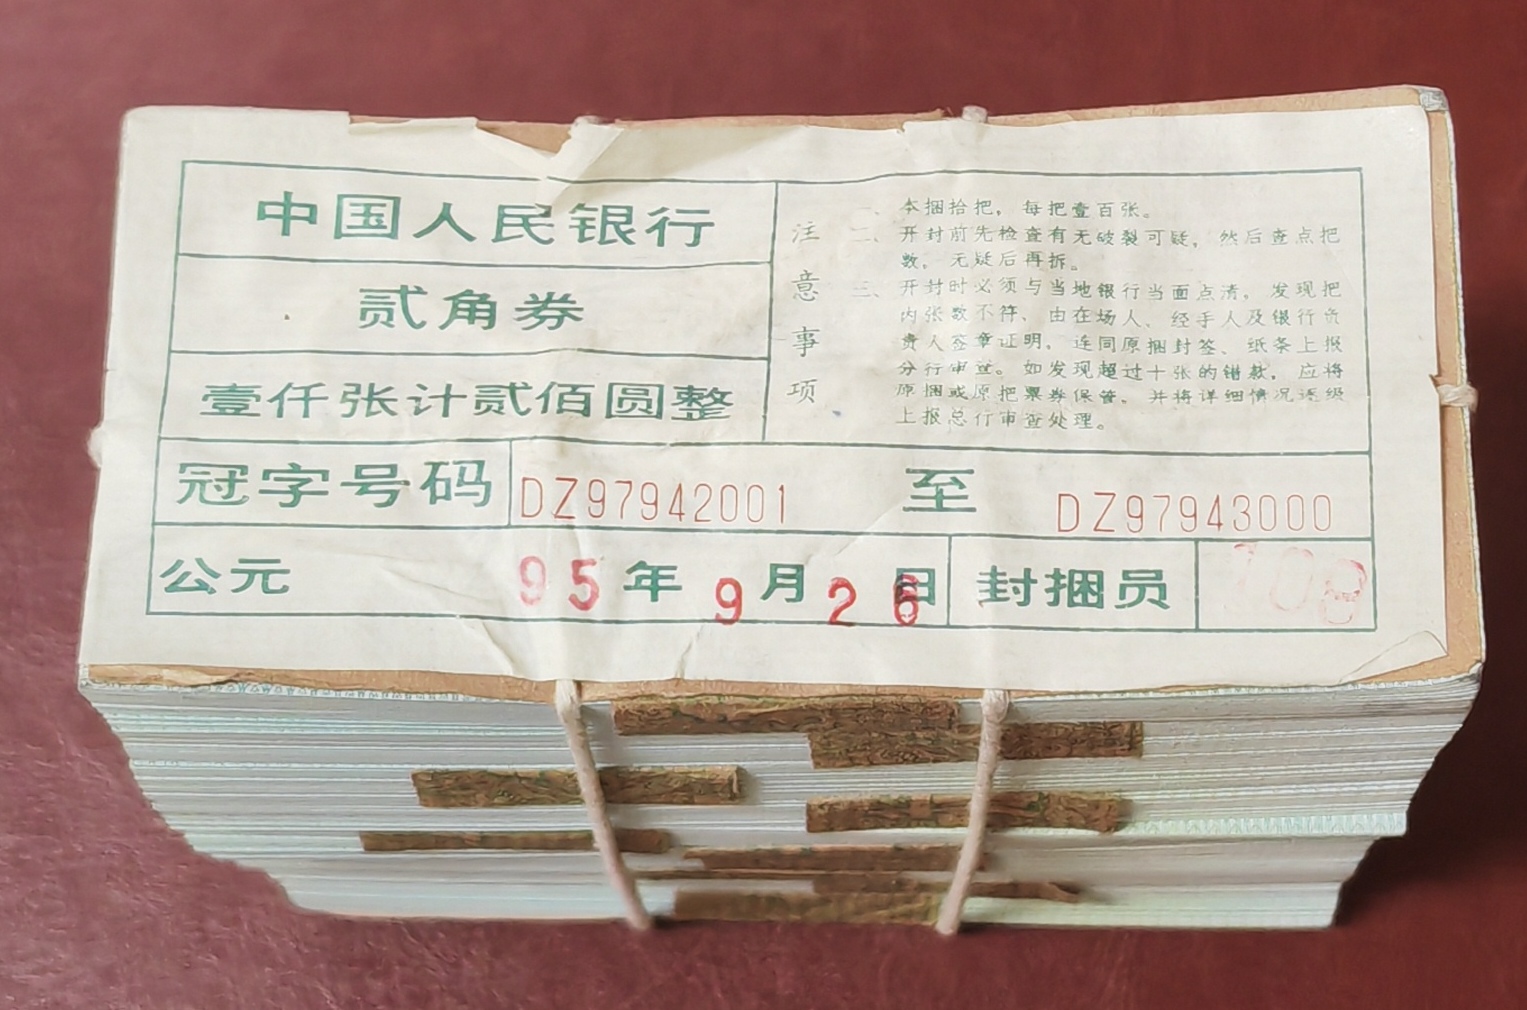 中国人民银行
贰角券
壹仟张计贰佰圆整
注意事项
一、本捆拾把，每把壹百张。
二、开封前先检查有无破裂可疑，然后查点把
数，无疑后再拆。
三、开封时必须与当地银行当面点清，发现把
内张数不符，由在场人、经手人及银行负
责人签章证明，连同原捆封签、纸条上报
分行审查。如发现超过十张的错款，应将
原捆或原把票券保管，并将详细情况逐级
上报总行审查处理。
冠字号码 DZ97942001 至 DZ97943000
公元 95年9月26日 封捆员 108